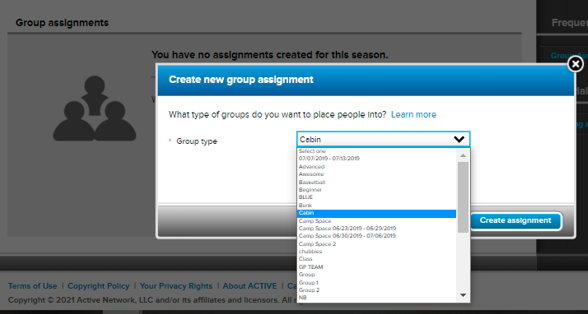 Group assignments
Freque
You have no assignments created for this season.
Create new group assignment
What type of groups do you want to place people into? Learn more
Group type
Cabin
Select one
07/07/2019 - 07/13/2019
Advanced
Awesome
Basketball
Beginner
BLUE
Bunk
Cabin
Camp Space
Camp Space 06/23/2019 - 06/29/2019
Camp Space 06/30/2019 - 07/06/2019
Camp Space 2
chubbies
Class
GP TEAM
Group
Group 1
Group 2
NB
Create assignment
Terms of Use | Copyright Policy | Your Privacy Rights | About ACTIVE | Ca
Copyright © 2021 Active Network, LLC and/or its affiliates and licensors. All